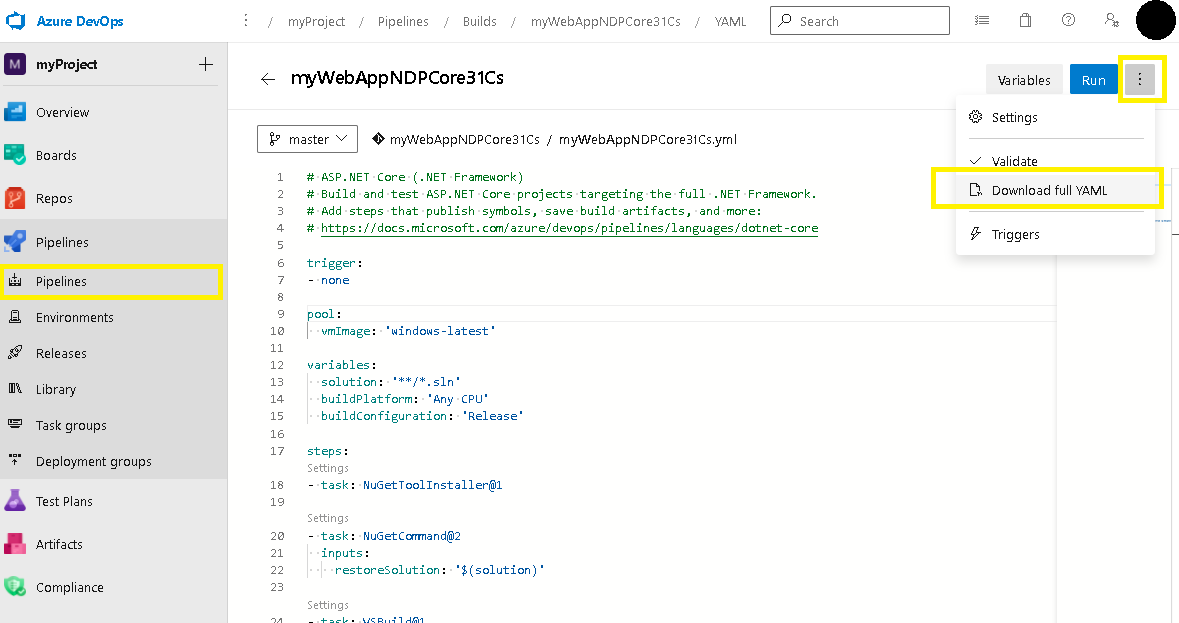 Azure DevOps
/ myProject / Pipelines / Builds / myWebAppNDPCore31Cs / YAML
Search
M myProject
Overview
Boards
Repos
Pipelines
Pipelines
Environments
Releases
Library
Task groups
Deployment groups
Test Plans
Artifacts
Compliance
myWebAppNDPCore31Cs
Variables
Run
Settings
Validate
Download full YAML
Triggers
master
myWebAppNDPCore31Cs / myWebAppNDPCore31Cs.yml
1 # ASP.NET Core (.NET Framework)
2 # Build and test ASP.NET Core projects targeting the full .NET Framework.
3 # Add steps that publish symbols, save build artifacts, and more:
4 # https://docs.microsoft.com/azure/devops/pipelines/languages/dotnet-core
5
6 trigger:
7 - none
8
9 pool:
10 vmImage: 'windows-latest'
11
12 variables:
13 solution: '**/*.sln'
14 buildPlatform: 'Any CPU'
15 buildConfiguration: 'Release'
16
17 steps:
Settings
18 - task: NuGetToolInstaller@1
19
Settings
20 - task: NuGetCommand@2
21 inputs:
22 restoreSolution: '$(solution)'
23
Settings
24 - task: VSBuild@1